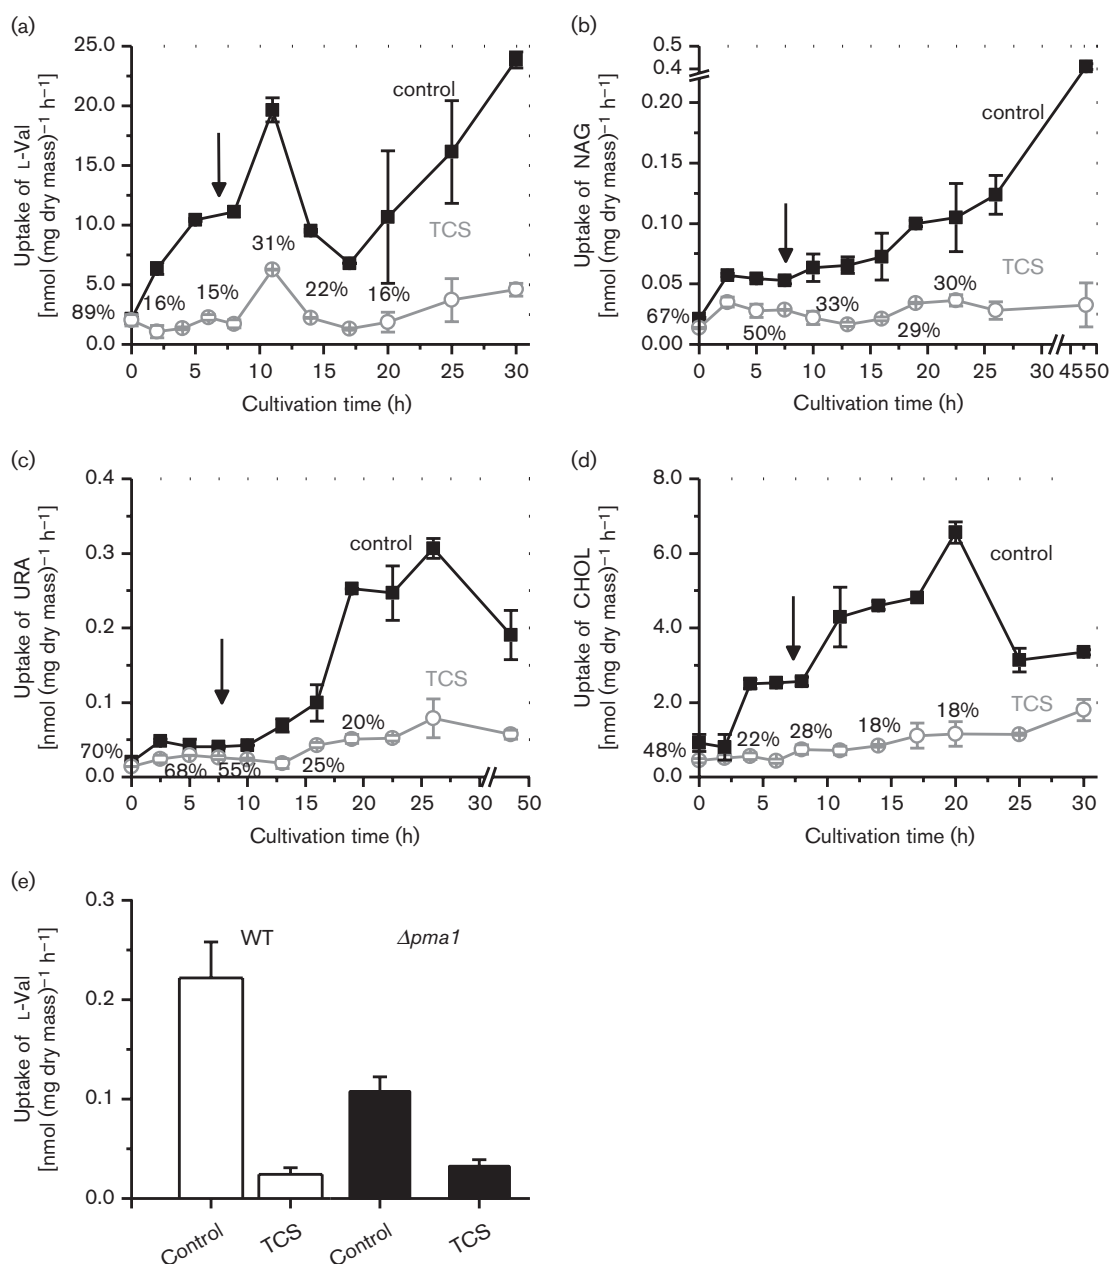 (a)
Uptake of L-Val
[nmol (mg dry mass)⁻¹ h⁻¹]
25.0
20.0
15.0
10.0
5.0
0.0
control
TCS
89%
16%
15%
31%
22%
16%
0 5 10 15 20 25 30
Cultivation time (h)
(b)
Uptake of NAG
[nmol (mg dry mass)⁻¹ h⁻¹]
0.5
0.4
0.20
0.15
0.10
0.05
0.00
control
TCS
67%
50%
33%
29%
30%
0 5 10 15 20 25 30 45 50
Cultivation time (h)
(c)
Uptake of URA
[nmol (mg dry mass)⁻¹ h⁻¹]
0.4
0.3
0.2
0.1
0.0
control
TCS
70%
68%
55%
25%
20%
0 5 10 15 20 25 30 50
Cultivation time (h)
(d)
Uptake of CHOL
[nmol (mg dry mass)⁻¹ h⁻¹]
8.0
6.0
4.0
2.0
0.0
control
TCS
48%
22%
28%
18%
18%
0 5 10 15 20 25 30
Cultivation time (h)
(e)
Uptake of L-Val
[nmol (mg dry mass)⁻¹ h⁻¹]
0.3
0.2
0.1
0.0
WT
Δpma1
Control
TCS
Control
TCS